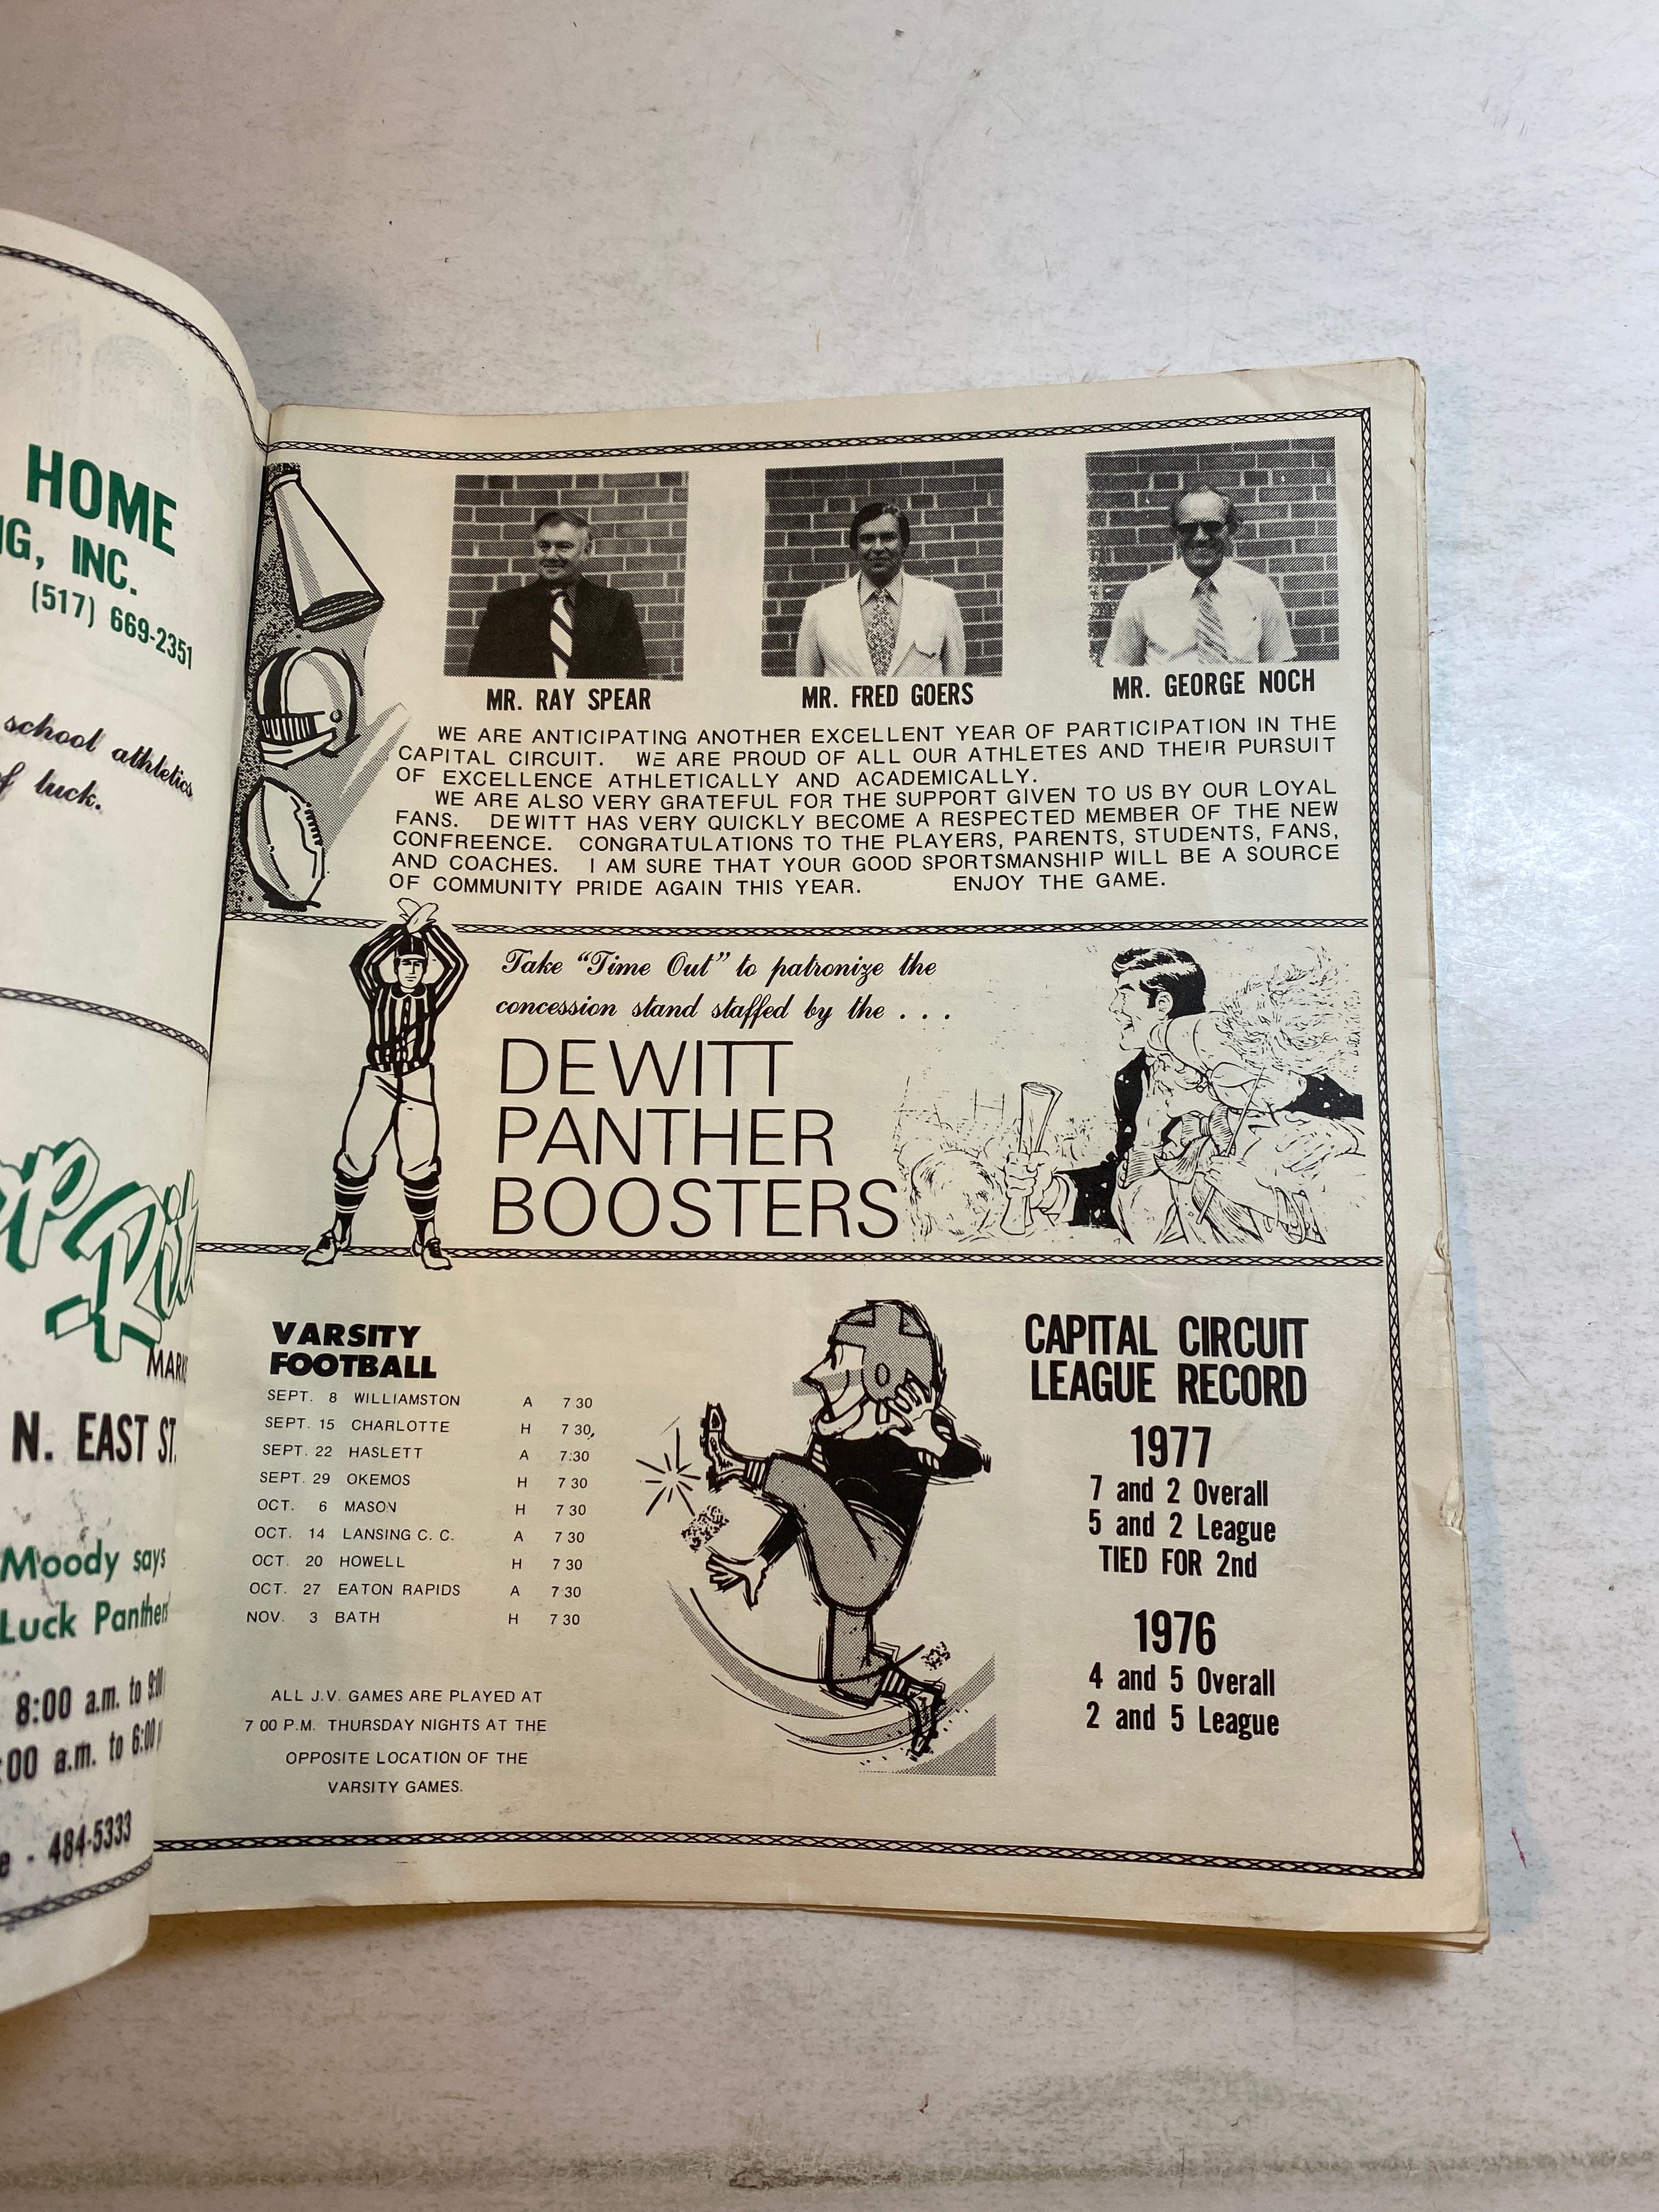 HOME
G, INC.
(517) 669-2351
school athletics
luck.
MARK
N. EAST ST.
Moody says
Luck Panthers
8:00 a.m. to 9:00
:00 a.m. to 6:00
- 484-5333
MR. RAY SPEAR
MR. FRED GOERS
MR. GEORGE NOCH
WE ARE ANTICIPATING ANOTHER EXCELLENT YEAR OF PARTICIPATION IN THE
CAPITAL CIRCUIT. WE ARE PROUD OF ALL OUR ATHLETES AND THEIR PURSUIT
OF EXCELLENCE ATHLETICALLY AND ACADEMICALLY.
WE ARE ALSO VERY GRATEFUL FOR THE SUPPORT GIVEN TO US BY OUR LOYAL
FANS. DEWITT HAS VERY QUICKLY BECOME A RESPECTED MEMBER OF THE NEW
CONFREENCE. CONGRATULATIONS TO THE PLAYERS, PARENTS, STUDENTS, FANS,
AND COACHES. I AM SURE THAT YOUR GOOD SPORTSMANSHIP WILL BE A SOURCE
OF COMMUNITY PRIDE AGAIN THIS YEAR. ENJOY THE GAME.
Take "Time Out" to patronize the
concession stand staffed by the . . .
DEWITT
PANTHER
BOOSTERS
VARSITY
FOOTBALL
SEPT. 8 WILLIAMSTON A 7 30
SEPT. 15 CHARLOTTE H 7 30
SEPT. 22 HASLETT A 7:30
SEPT. 29 OKEMOS H 7 30
OCT. 6 MASON H 7 30
OCT. 14 LANSING C. C. A 7 30
OCT. 20 HOWELL H 7 30
OCT. 27 EATON RAPIDS A 7 30
NOV. 3 BATH H 7 30
ALL J.V. GAMES ARE PLAYED AT
7 00 P.M. THURSDAY NIGHTS AT THE
OPPOSITE LOCATION OF THE
VARSITY GAMES.
CAPITAL CIRCUIT
LEAGUE RECORD
1977
7 and 2 Overall
5 and 2 League
TIED FOR 2nd
1976
4 and 5 Overall
2 and 5 League